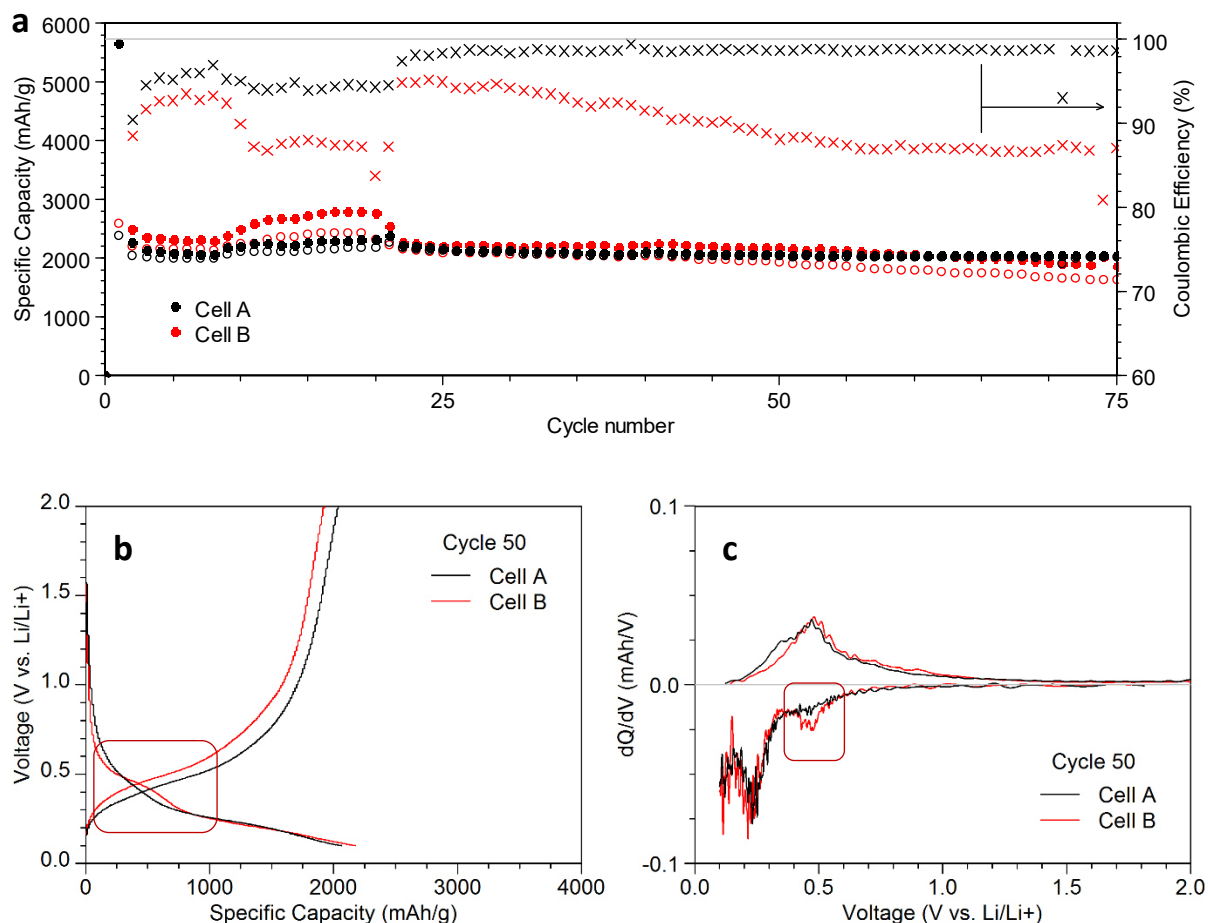 a
6000
5000
4000
3000
2000
1000
0
Specific Capacity (mAh/g)
100
90
80
70
60
Coulombic Efficiency (%)
Cell A
Cell B
0
25
50
75
Cycle number
b
2.0
1.5
1.0
0.5
0.0
Voltage (V vs. Li/Li+)
Cycle 50
Cell A
Cell B
0
1000
2000
3000
4000
Specific Capacity (mAh/g)
c
0.1
0.0
-0.1
dQ/dV (mAh/V)
Cycle 50
Cell A
Cell B
0.0
0.5
1.0
1.5
2.0
Voltage (V vs. Li/Li+)